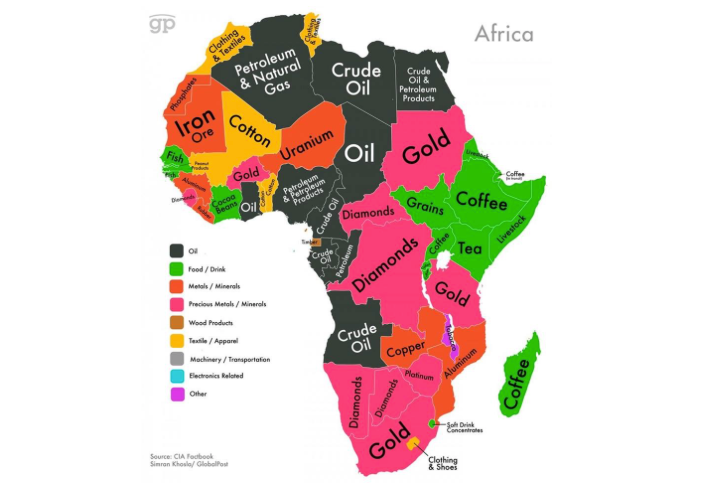 gp
Africa
Clothing
& Textiles
Clothing
& Textiles
Petroleum
& Natural
Gas
Crude
Oil
Crude
Oil &
Petroleum
Products
Phosphates
Iron
Ore
Cotton
Uranium
Oil
Gold
Fish
Fish
Peanut
Products
Gold
Livestock
Coffee
Aluminum
Diamonds
Rubber
Cocoa
Beans
Oil
Cotton
Cotton
Petroleum
& Petroleum
Products
Crude Oil
Diamonds
Grains
Coffee
Livestock
Timber
Crude
Oil
Petroleum
Diamonds
Coffee
Tea
Gold
Crude
Oil
Copper
Tobacco
Aluminum
Diamonds
Diamonds
Platinum
Coffee
Gold
Soft Drink
Concentrates
Clothing
& Shoes
Oil
Food / Drink
Metals / Minerals
Precious Metals / Minerals
Wood Products
Textile / Apparel
Machinery / Transportation
Electronics Related
Other
Source: CIA Factbook
Simran Khosla/ GlobalPost